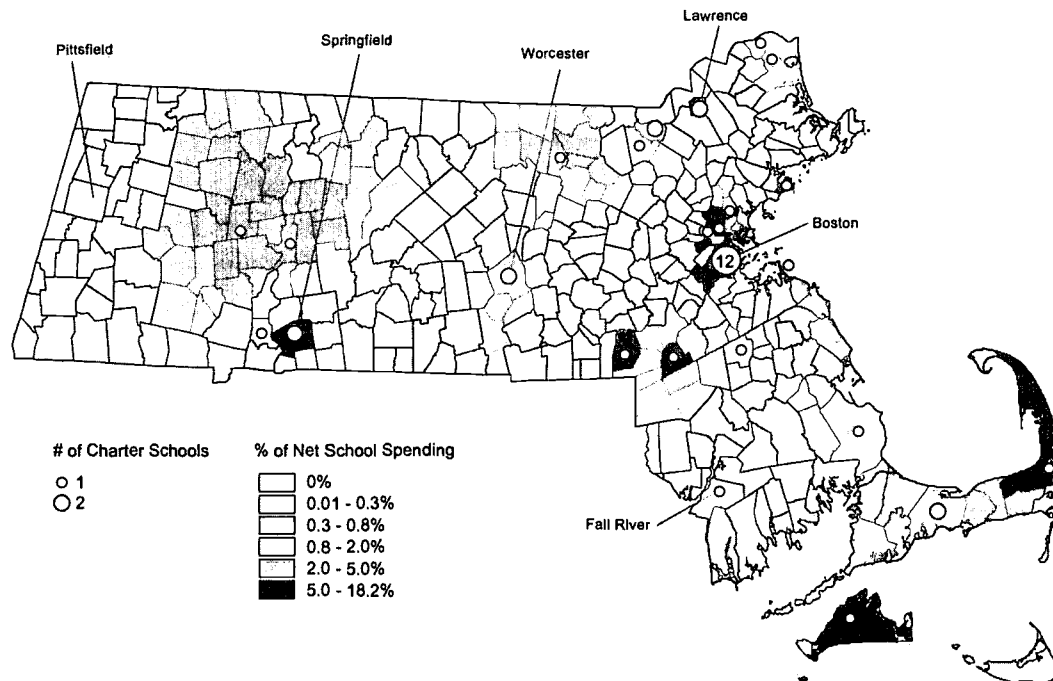 Pittsfield
Springfield
Worcester
Lawrence
Boston
12
Fall River
# of Charter Schools
1
2
% of Net School Spending
0%
0.01 - 0.3%
0.3 - 0.8%
0.8 - 2.0%
2.0 - 5.0%
5.0 - 18.2%